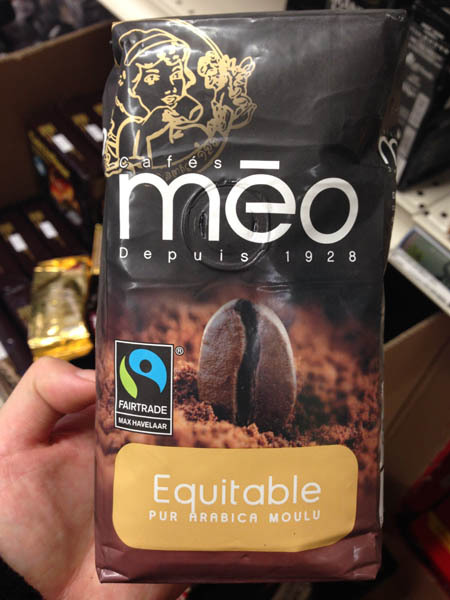 Cafés
mēo
Depuis 1928
FAIRTRADE
MAX HAVELAAR
®
Equitable
PUR ARABICA MOULU